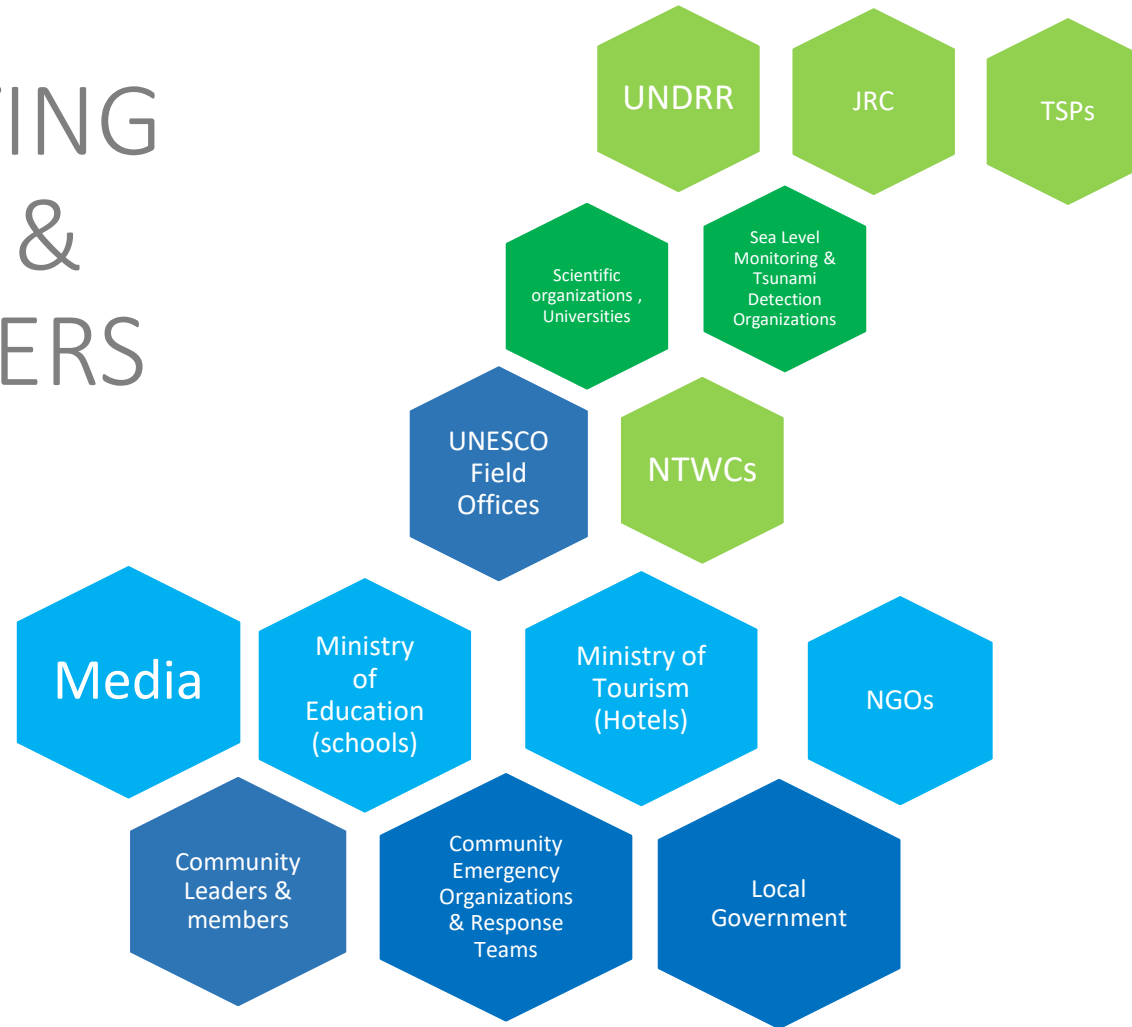 TING
&
ERS
UNDRR
JRC
TSPs
Scientific
organizations ,
Universities
Sea Level
Monitoring &
Tsunami
Detection
Organizations
UNESCO
Field
Offices
NTWCs
Media
Ministry
of
Education
(schools)
Ministry of
Tourism
(Hotels)
NGOs
Community
Leaders &
members
Community
Emergency
Organizations
& Response
Teams
Local
Government